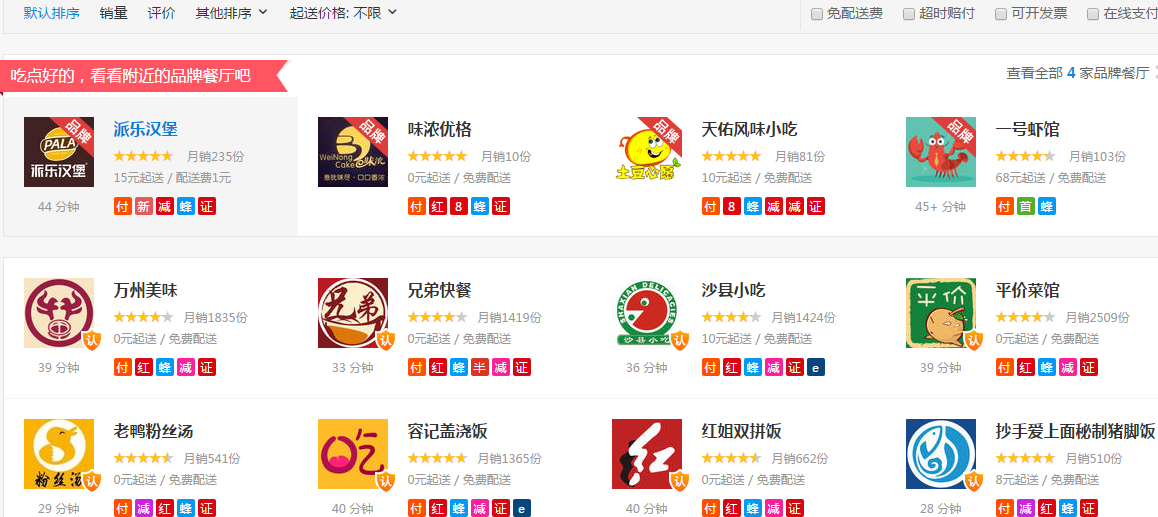 默认排序 销量 评价 其他排序 起送价格: 不限 免配送费 超时赔付 可开发票 在线支付
吃点好的，看看附近的品牌餐厅吧 查看全部 4 家品牌餐厅
PALA 派乐汉堡 品牌 派乐汉堡 月销235份 15元起送 / 配送费1元 44 分钟 付 新 减 蜂 证
WeiNong Cake 味浓 品牌 味浓优格 月销10份 0元起送 / 免费配送 付 红 8 蜂 证
土豆心愿 品牌 天佑风味小吃 月销81份 10元起送 / 免费配送 付 8 蜂 减 减 证
品牌 一号虾馆 月销103份 68元起送 / 免费配送 45+ 分钟 付 首 蜂
认 万州美味 月销1835份 0元起送 / 免费配送 39 分钟 付 红 蜂 减 证
兄弟 认 兄弟快餐 月销1419份 0元起送 / 免费配送 33 分钟 付 红 蜂 半 减 证
SHAXIAN DELICACIES 沙县小吃 认 沙县小吃 月销1424份 10元起送 / 免费配送 36 分钟 付 红 蜂 减 证 e
平价 认 平价菜馆 月销2509份 0元起送 / 免费配送 39 分钟 付 红 蜂 减 证
粉丝汤 认 老鸭粉丝汤 月销541份 0元起送 / 免费配送 29 分钟 付 减 红 蜂 证
吃 认 容记盖浇饭 月销1365份 0元起送 / 免费配送 40 分钟 付 红 蜂 减 证 e
红 认 红姐双拼饭 月销662份 0元起送 / 免费配送 40 分钟 付 红 蜂 减 证
认 抄手爱上面秘制猪脚饭 月销510份 8元起送 / 免费配送 28 分钟 付 减 红 蜂 证